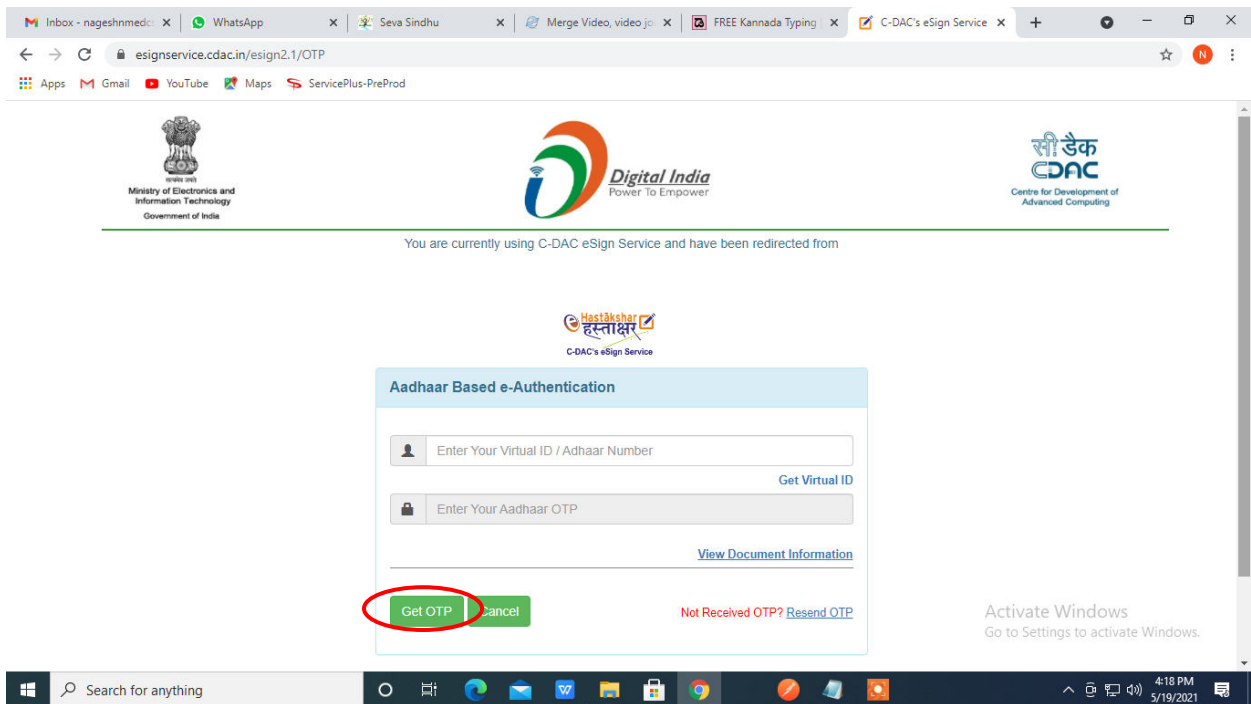 Inbox - nageshnmedc
WhatsApp
Seva Sindhu
Merge Video, video jo
FREE Kannada Typing
C-DAC's eSign Service
esignservice.cdac.in/esign2.1/OTP
N
Apps
Gmail
YouTube
Maps
ServicePlus-PreProd
सत्यमेव जयते
Ministry of Electronics and
Information Technology
Government of India
Digital India
Power To Empower
सी डैक
CDAC
Centre for Development of
Advanced Computing
You are currently using C-DAC eSign Service and have been redirected from
e Hastākshar
हस्ताक्षर
C-DAC's eSign Service
Aadhaar Based e-Authentication
Enter Your Virtual ID / Adhaar Number
Get Virtual ID
Enter Your Aadhaar OTP
View Document Information
Get OTP
Cancel
Not Received OTP? Resend OTP
Activate Windows
Go to Settings to activate Windows.
Search for anything
W
4:18 PM
5/19/2021